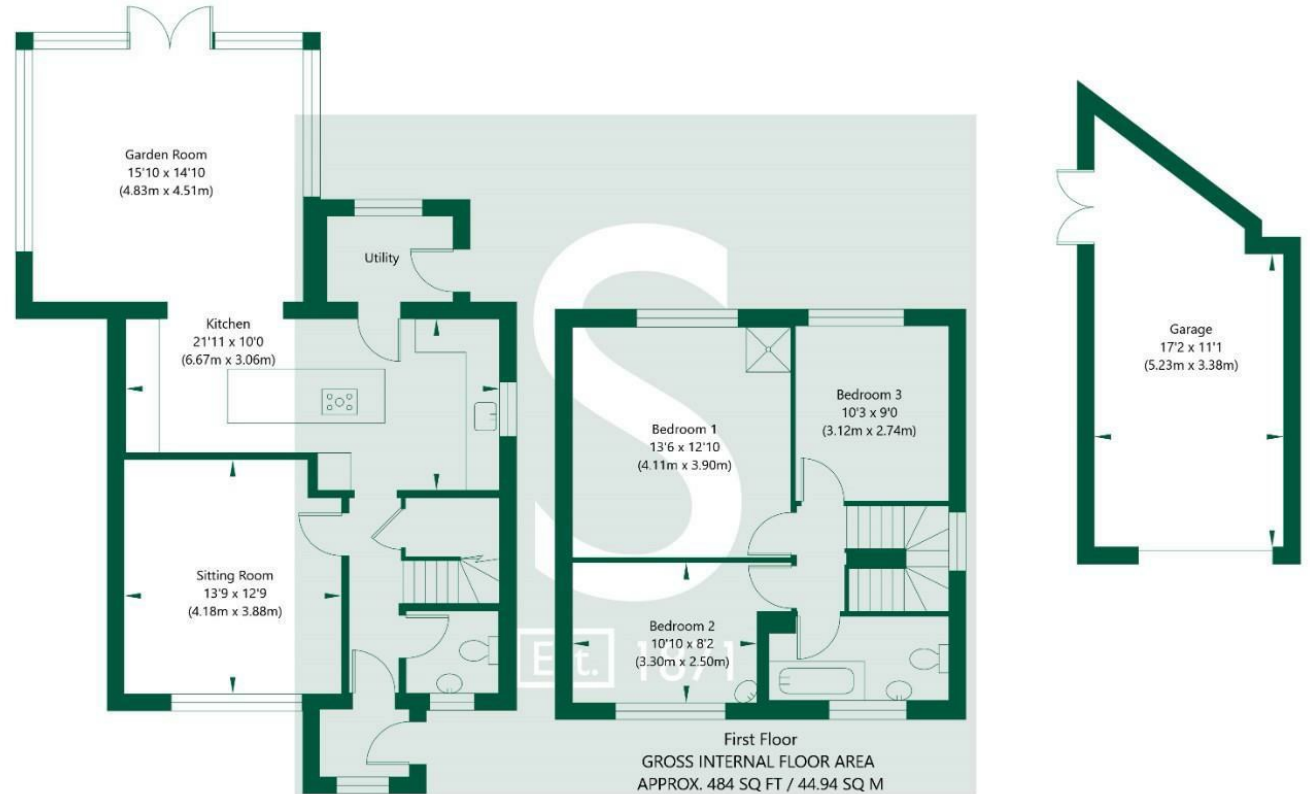 Garden Room
15'10 x 14'10
(4.83m x 4.51m)
Utility
Kitchen
21'11 x 10'0
(6.67m x 3.06m)
Sitting Room
13'9 x 12'9
(4.18m x 3.88m)
Bedroom 1
13'6 x 12'10
(4.11m x 3.90m)
Bedroom 3
10'3 x 9'0
(3.12m x 2.74m)
Bedroom 2
10'10 x 8'2
(3.30m x 2.50m)
Garage
17'2 x 11'1
(5.23m x 3.38m)
S
Est. 1871
First Floor
GROSS INTERNAL FLOOR AREA
APPROX. 484 SQ FT / 44.94 SQ M